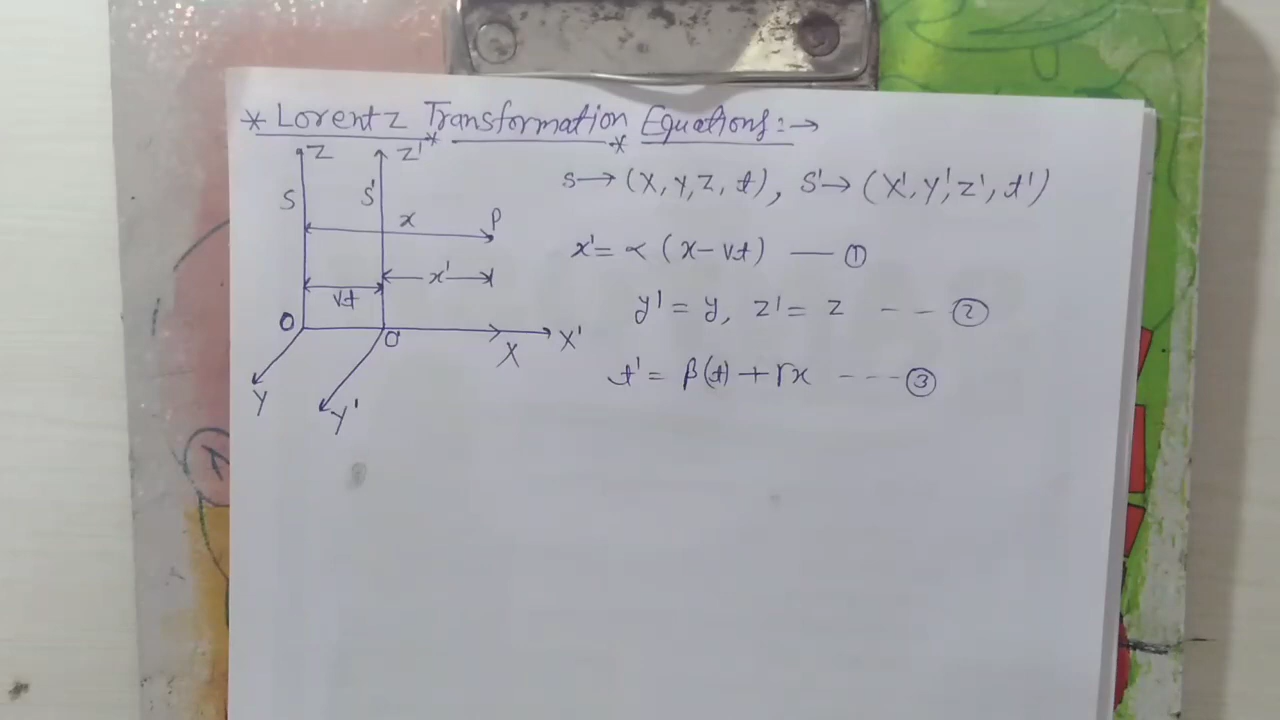 * Lorentz Transformation Equations :→
* *
Z Z'
S S' x P
S → (X, Y, Z, t), S' → (X', Y', Z', t')
x' = α (x - vt) — ①
x'
vt
y' = y, z' = z - - ②
O O' X X'
t' = β(t) + γx - - - - ③
Y Y'